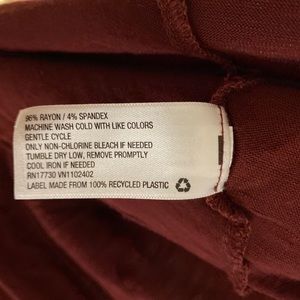 96% RAYON / 4% SPANDEX
MACHINE WASH COLD WITH LIKE COLORS
GENTLE CYCLE
ONLY NON-CHLORINE BLEACH IF NEEDED
TUMBLE DRY LOW, REMOVE PROMPTLY
COOL IRON IF NEEDED
RN17730 VN1102402
LABEL MADE FROM 100% RECYCLED PLASTIC